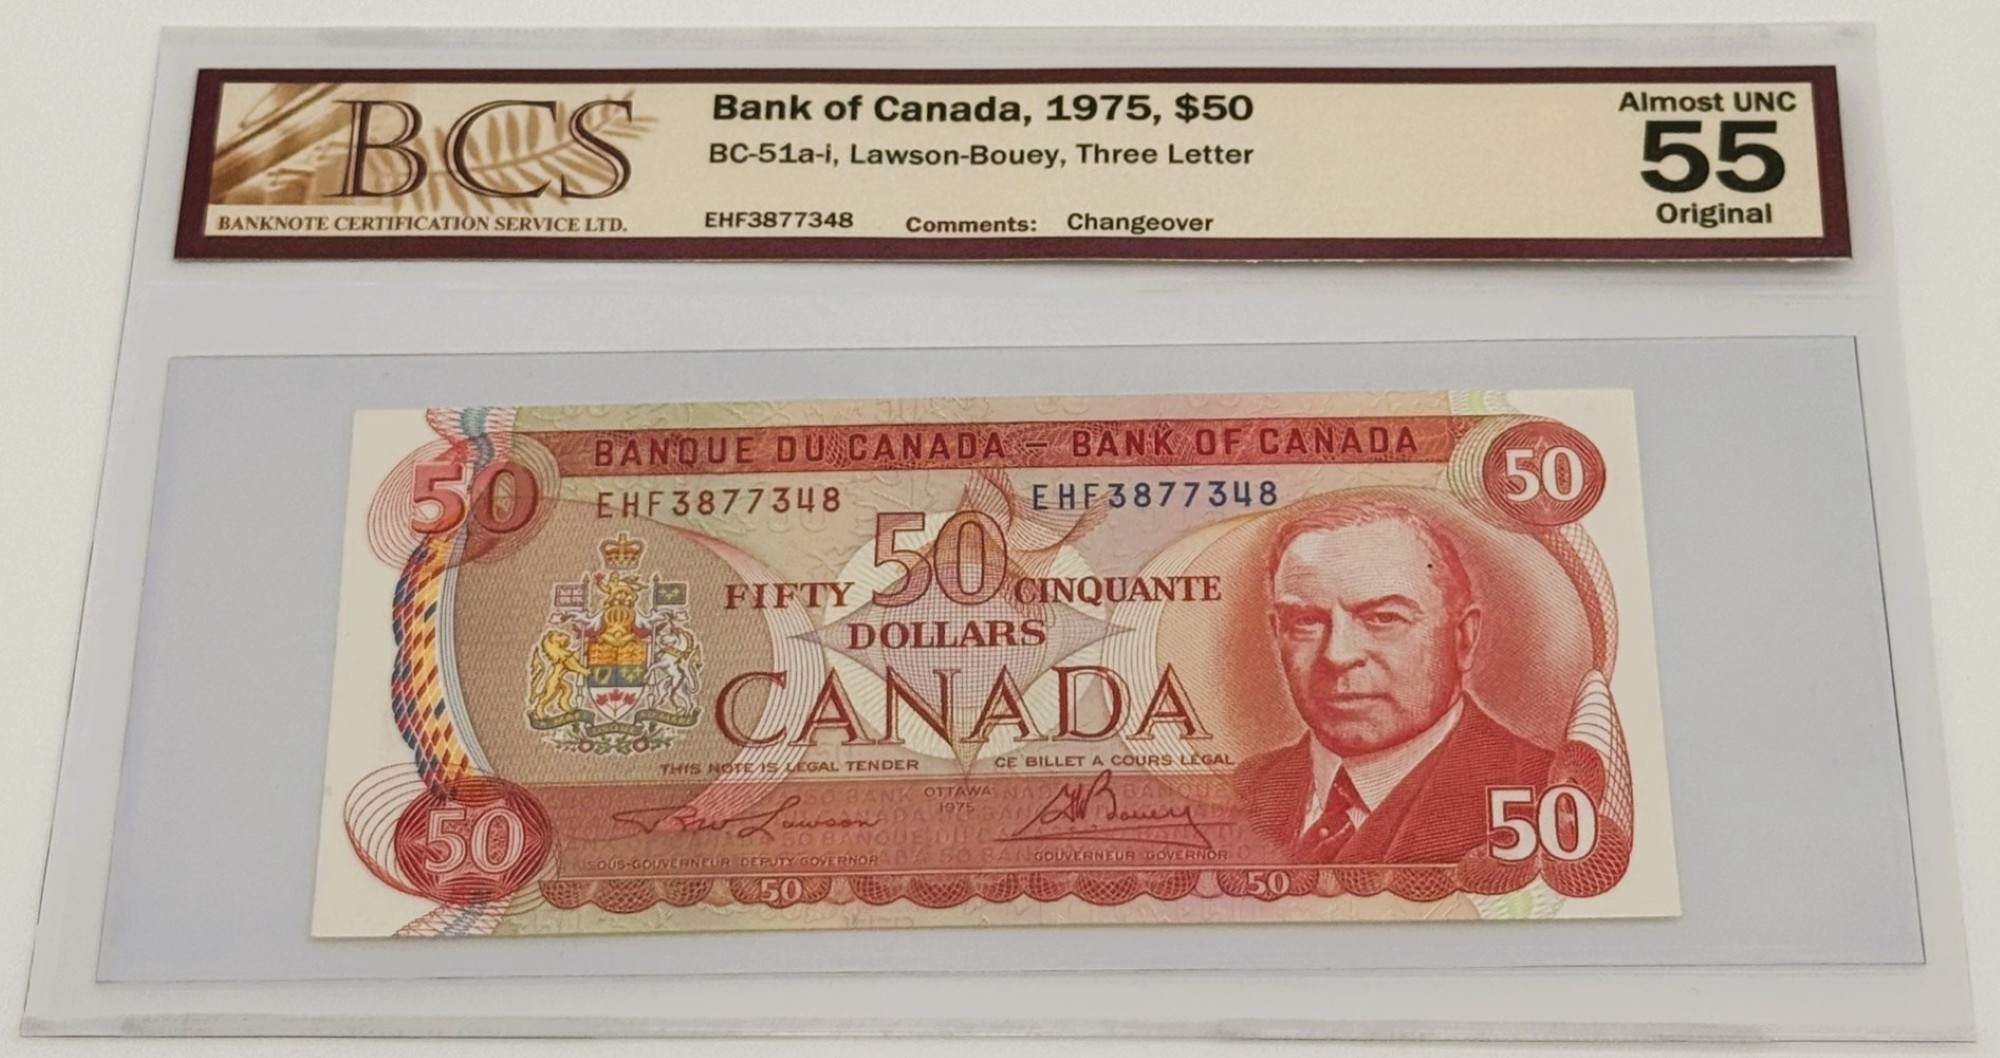 BCS
BANKNOTE CERTIFICATION SERVICE LTD.
Bank of Canada, 1975, $50
BC-51a-i, Lawson-Bouey, Three Letter
EHF3877348 Comments: Changeover
Almost UNC
55
Original
BANQUE DU CANADA – BANK OF CANADA
50
50
EHF3877348 EHF3877348
50
FIFTY CINQUANTE
DOLLARS
CANADA
THIS NOTE IS LEGAL TENDER CE BILLET A COURS LÉGAL
OTTAWA
1975
Lawson
Bouey
SOUS-GOUVERNEUR DEPUTY GOVERNOR
GOUVERNEUR GOVERNOR
50
50
50
50